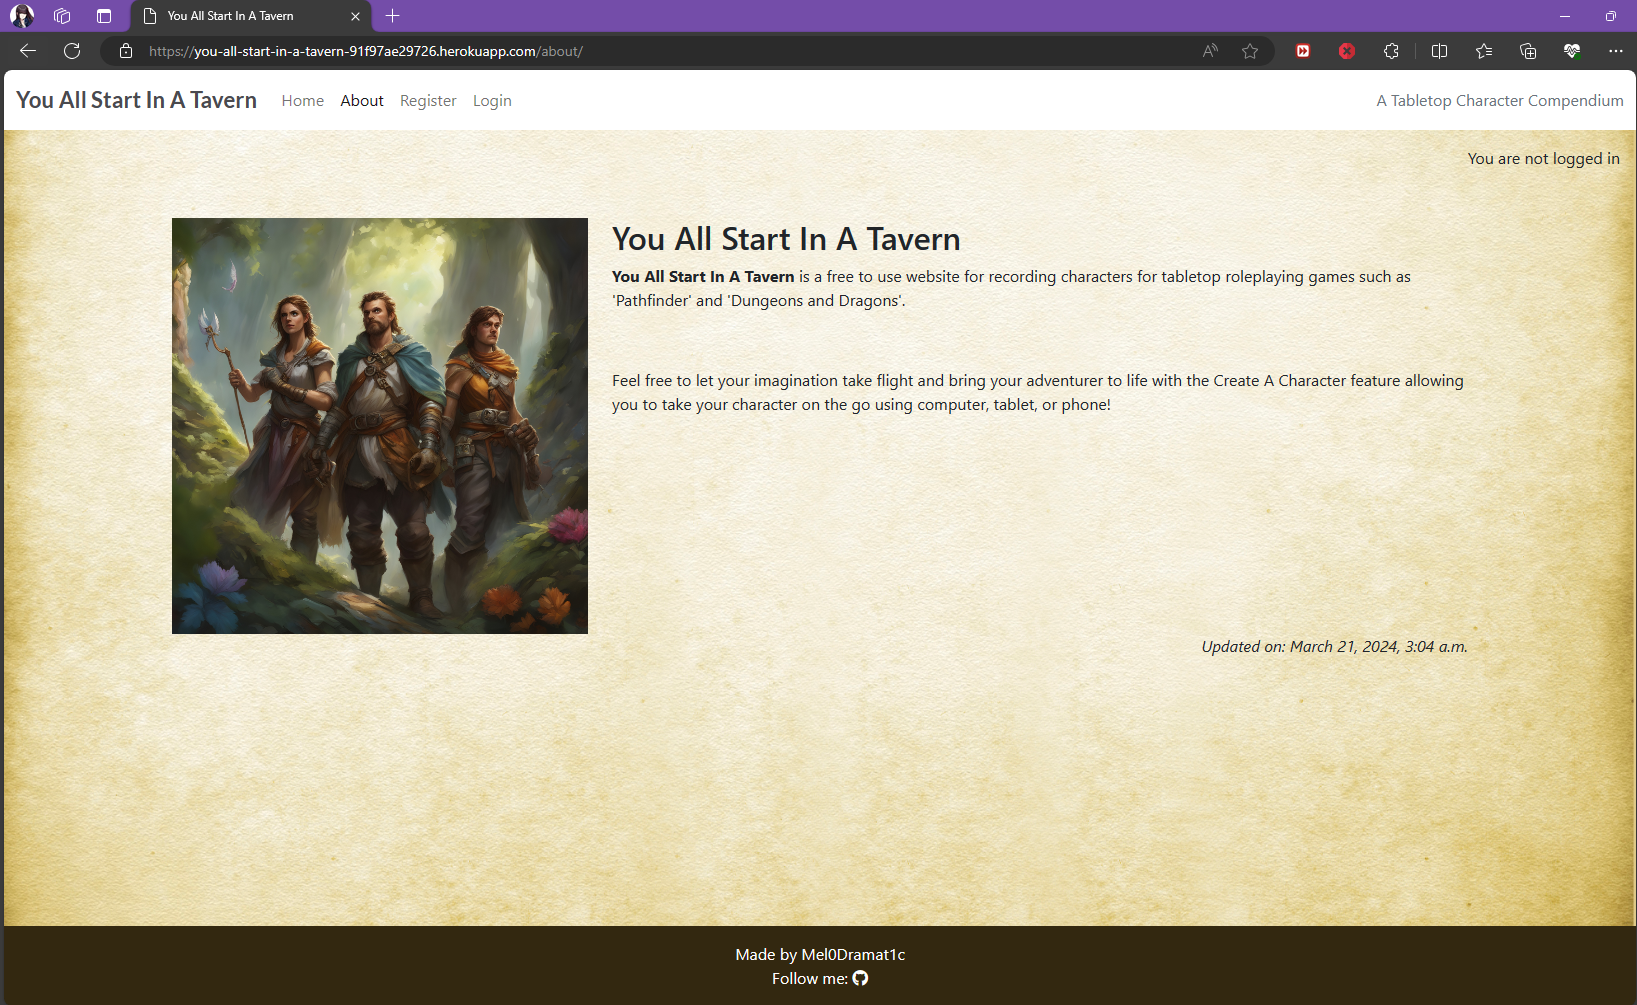 You All Start In A Tavern
https://you-all-start-in-a-tavern-91f97ae29726.herokuapp.com/about/
You All Start In A Tavern Home About Register Login A Tabletop Character Compendium
You are not logged in
You All Start In A Tavern
You All Start In A Tavern is a free to use website for recording characters for tabletop roleplaying games such as
'Pathfinder' and 'Dungeons and Dragons'.
Feel free to let your imagination take flight and bring your adventurer to life with the Create A Character feature allowing
you to take your character on the go using computer, tablet, or phone!
Updated on: March 21, 2024, 3:04 a.m.
Made by Mel0Dramat1c
Follow me: